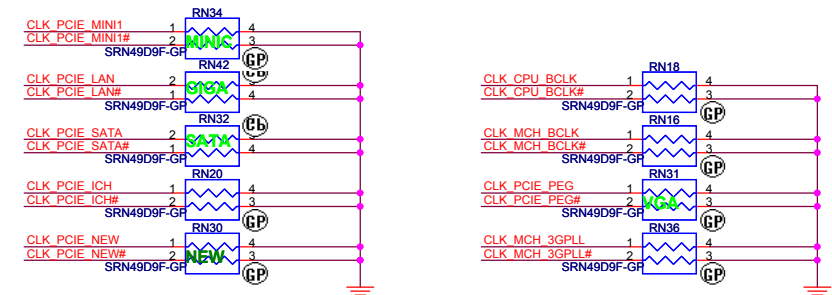 RN34
CLK_PCIE_MINI1 1 4
CLK_PCIE_MINI1# 2 MINIC 3
SRN49D9F-GP GP
RN42
CLK_PCIE_LAN 2 3
CLK_PCIE_LAN# 1 GIGA 4
SRN49D9F-GP
RN32 GP
CLK_PCIE_SATA 2 3
CLK_PCIE_SATA# 1 SATA 4
SRN49D9F-GP
RN20
CLK_PCIE_ICH 1 4
CLK_PCIE_ICH# 2 3
SRN49D9F-GP GP
RN30
CLK_PCIE_NEW 1 4
CLK_PCIE_NEW# 2 NEW 3
SRN49D9F-GP GP
RN18
CLK_CPU_BCLK 1 4
CLK_CPU_BCLK# 2 3
SRN49D9F-GP GP
RN16
CLK_MCH_BCLK 1 4
CLK_MCH_BCLK# 2 3
SRN49D9F-GP GP
RN31
CLK_PCIE_PEG 1 4
CLK_PCIE_PEG# 2 VGA 3
SRN49D9F-GP GP
RN36
CLK_MCH_3GPLL 1 4
CLK_MCH_3GPLL# 2 3
SRN49D9F-GP GP